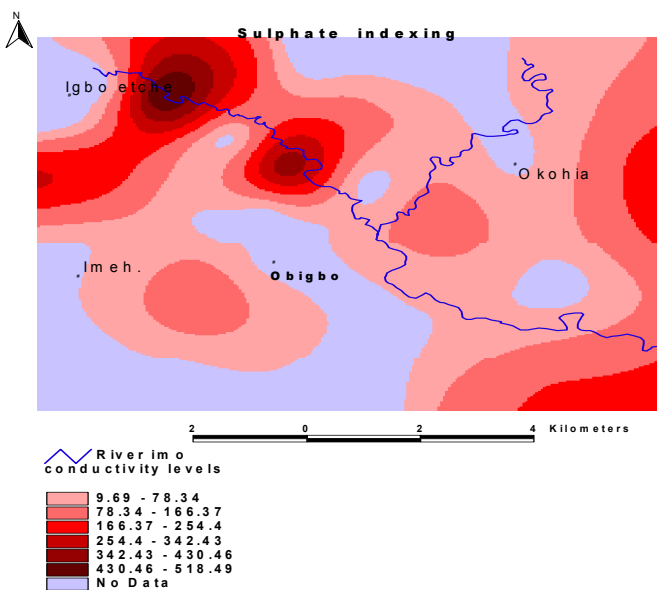 N
Sulphate indexing
Igbo etche
Okohia
Imeh.
Obigbo
2 0 2 4 Kilometers
River imo
conductivity levels
9.69 - 78.34
78.34 - 166.37
166.37 - 254.4
254.4 - 342.43
342.43 - 430.46
430.46 - 518.49
No Data